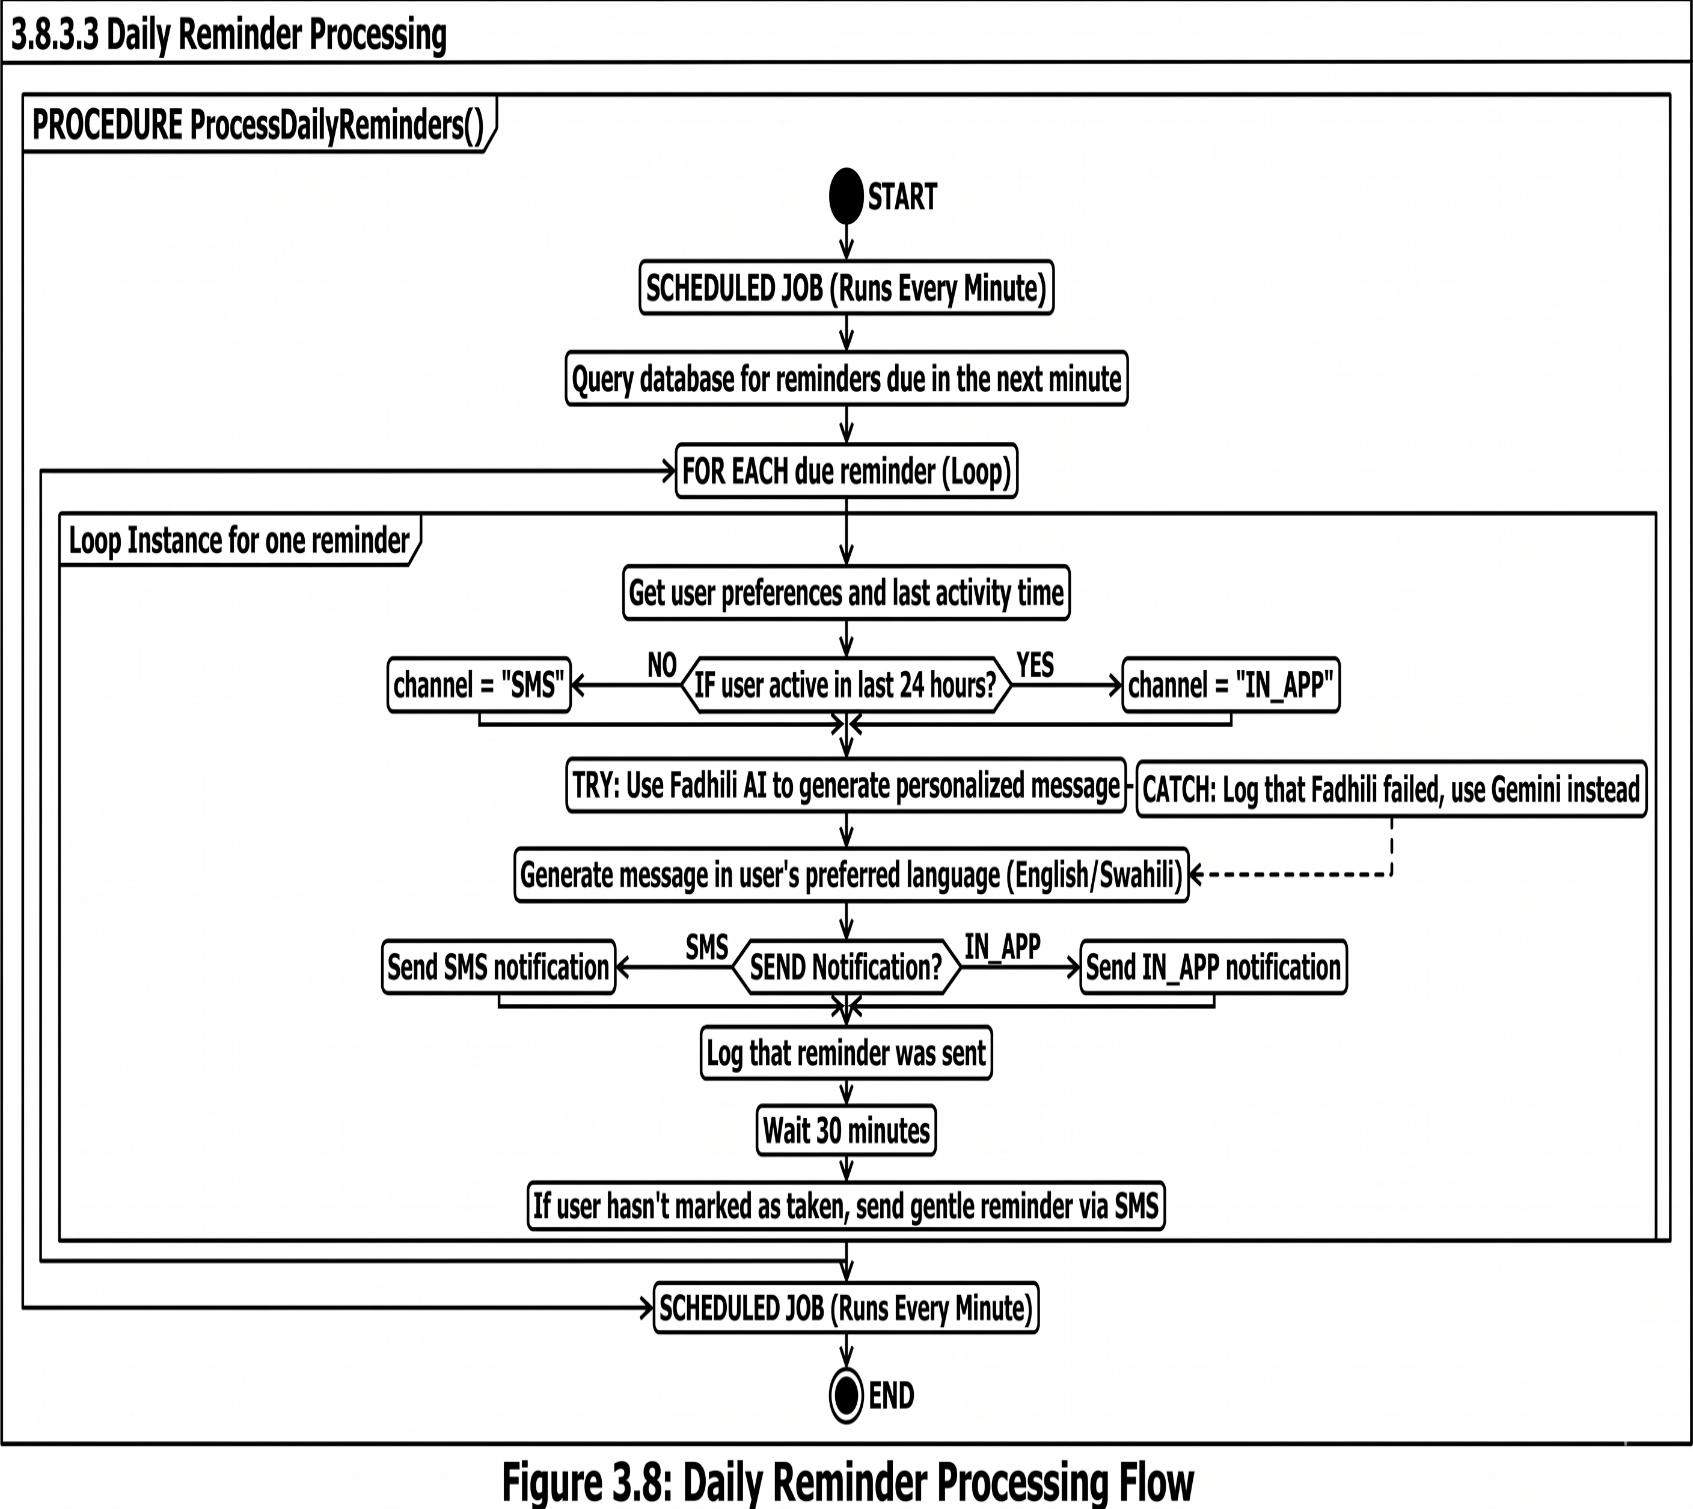 3.8.3.3 Daily Reminder Processing
PROCEDURE ProcessDailyReminders()
START
SCHEDULED JOB (Runs Every Minute)
Query database for reminders due in the next minute
FOR EACH due reminder (Loop)
Loop Instance for one reminder
Get user preferences and last activity time
channel = "SMS"
NO
IF user active in last 24 hours?
YES
channel = "IN_APP"
TRY: Use Fadhili AI to generate personalized message
CATCH: Log that Fadhili failed, use Gemini instead
Generate message in user's preferred language (English/Swahili)
Send SMS notification
SMS
SEND Notification?
IN_APP
Send IN_APP notification
Log that reminder was sent
Wait 30 minutes
If user hasn't marked as taken, send gentle reminder via SMS
SCHEDULED JOB (Runs Every Minute)
END
Figure 3.8: Daily Reminder Processing Flow